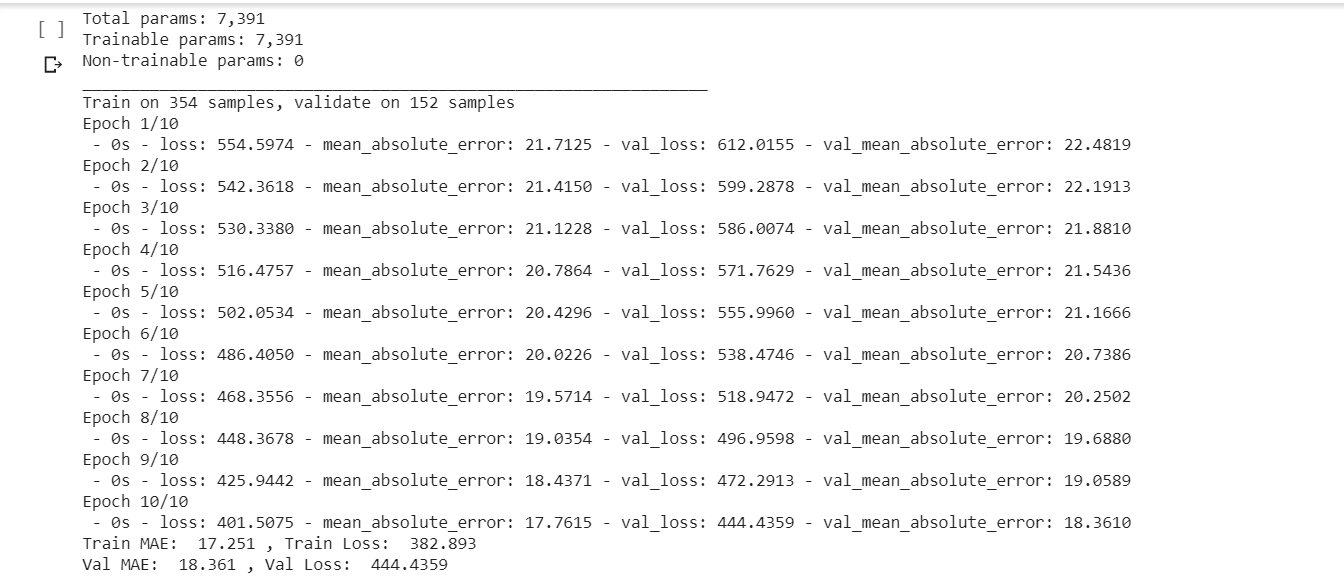 Total params: 7,391
[ ]
Trainable params: 7,391
Non-trainable params: 0
_________________________________________________________________
Train on 354 samples, validate on 152 samples
Epoch 1/10
 - 0s - loss: 554.5974 - mean_absolute_error: 21.7125 - val_loss: 612.0155 - val_mean_absolute_error: 22.4819
Epoch 2/10
 - 0s - loss: 542.3618 - mean_absolute_error: 21.4150 - val_loss: 599.2878 - val_mean_absolute_error: 22.1913
Epoch 3/10
 - 0s - loss: 530.3380 - mean_absolute_error: 21.1228 - val_loss: 586.0074 - val_mean_absolute_error: 21.8810
Epoch 4/10
 - 0s - loss: 516.4757 - mean_absolute_error: 20.7864 - val_loss: 571.7629 - val_mean_absolute_error: 21.5436
Epoch 5/10
 - 0s - loss: 502.0534 - mean_absolute_error: 20.4296 - val_loss: 555.9960 - val_mean_absolute_error: 21.1666
Epoch 6/10
 - 0s - loss: 486.4050 - mean_absolute_error: 20.0226 - val_loss: 538.4746 - val_mean_absolute_error: 20.7386
Epoch 7/10
 - 0s - loss: 468.3556 - mean_absolute_error: 19.5714 - val_loss: 518.9472 - val_mean_absolute_error: 20.2502
Epoch 8/10
 - 0s - loss: 448.3678 - mean_absolute_error: 19.0354 - val_loss: 496.9598 - val_mean_absolute_error: 19.6880
Epoch 9/10
 - 0s - loss: 425.9442 - mean_absolute_error: 18.4371 - val_loss: 472.2913 - val_mean_absolute_error: 19.0589
Epoch 10/10
 - 0s - loss: 401.5075 - mean_absolute_error: 17.7615 - val_loss: 444.4359 - val_mean_absolute_error: 18.3610
Train MAE:  17.251 , Train Loss:  382.893
Val MAE:  18.361 , Val Loss:  444.4359